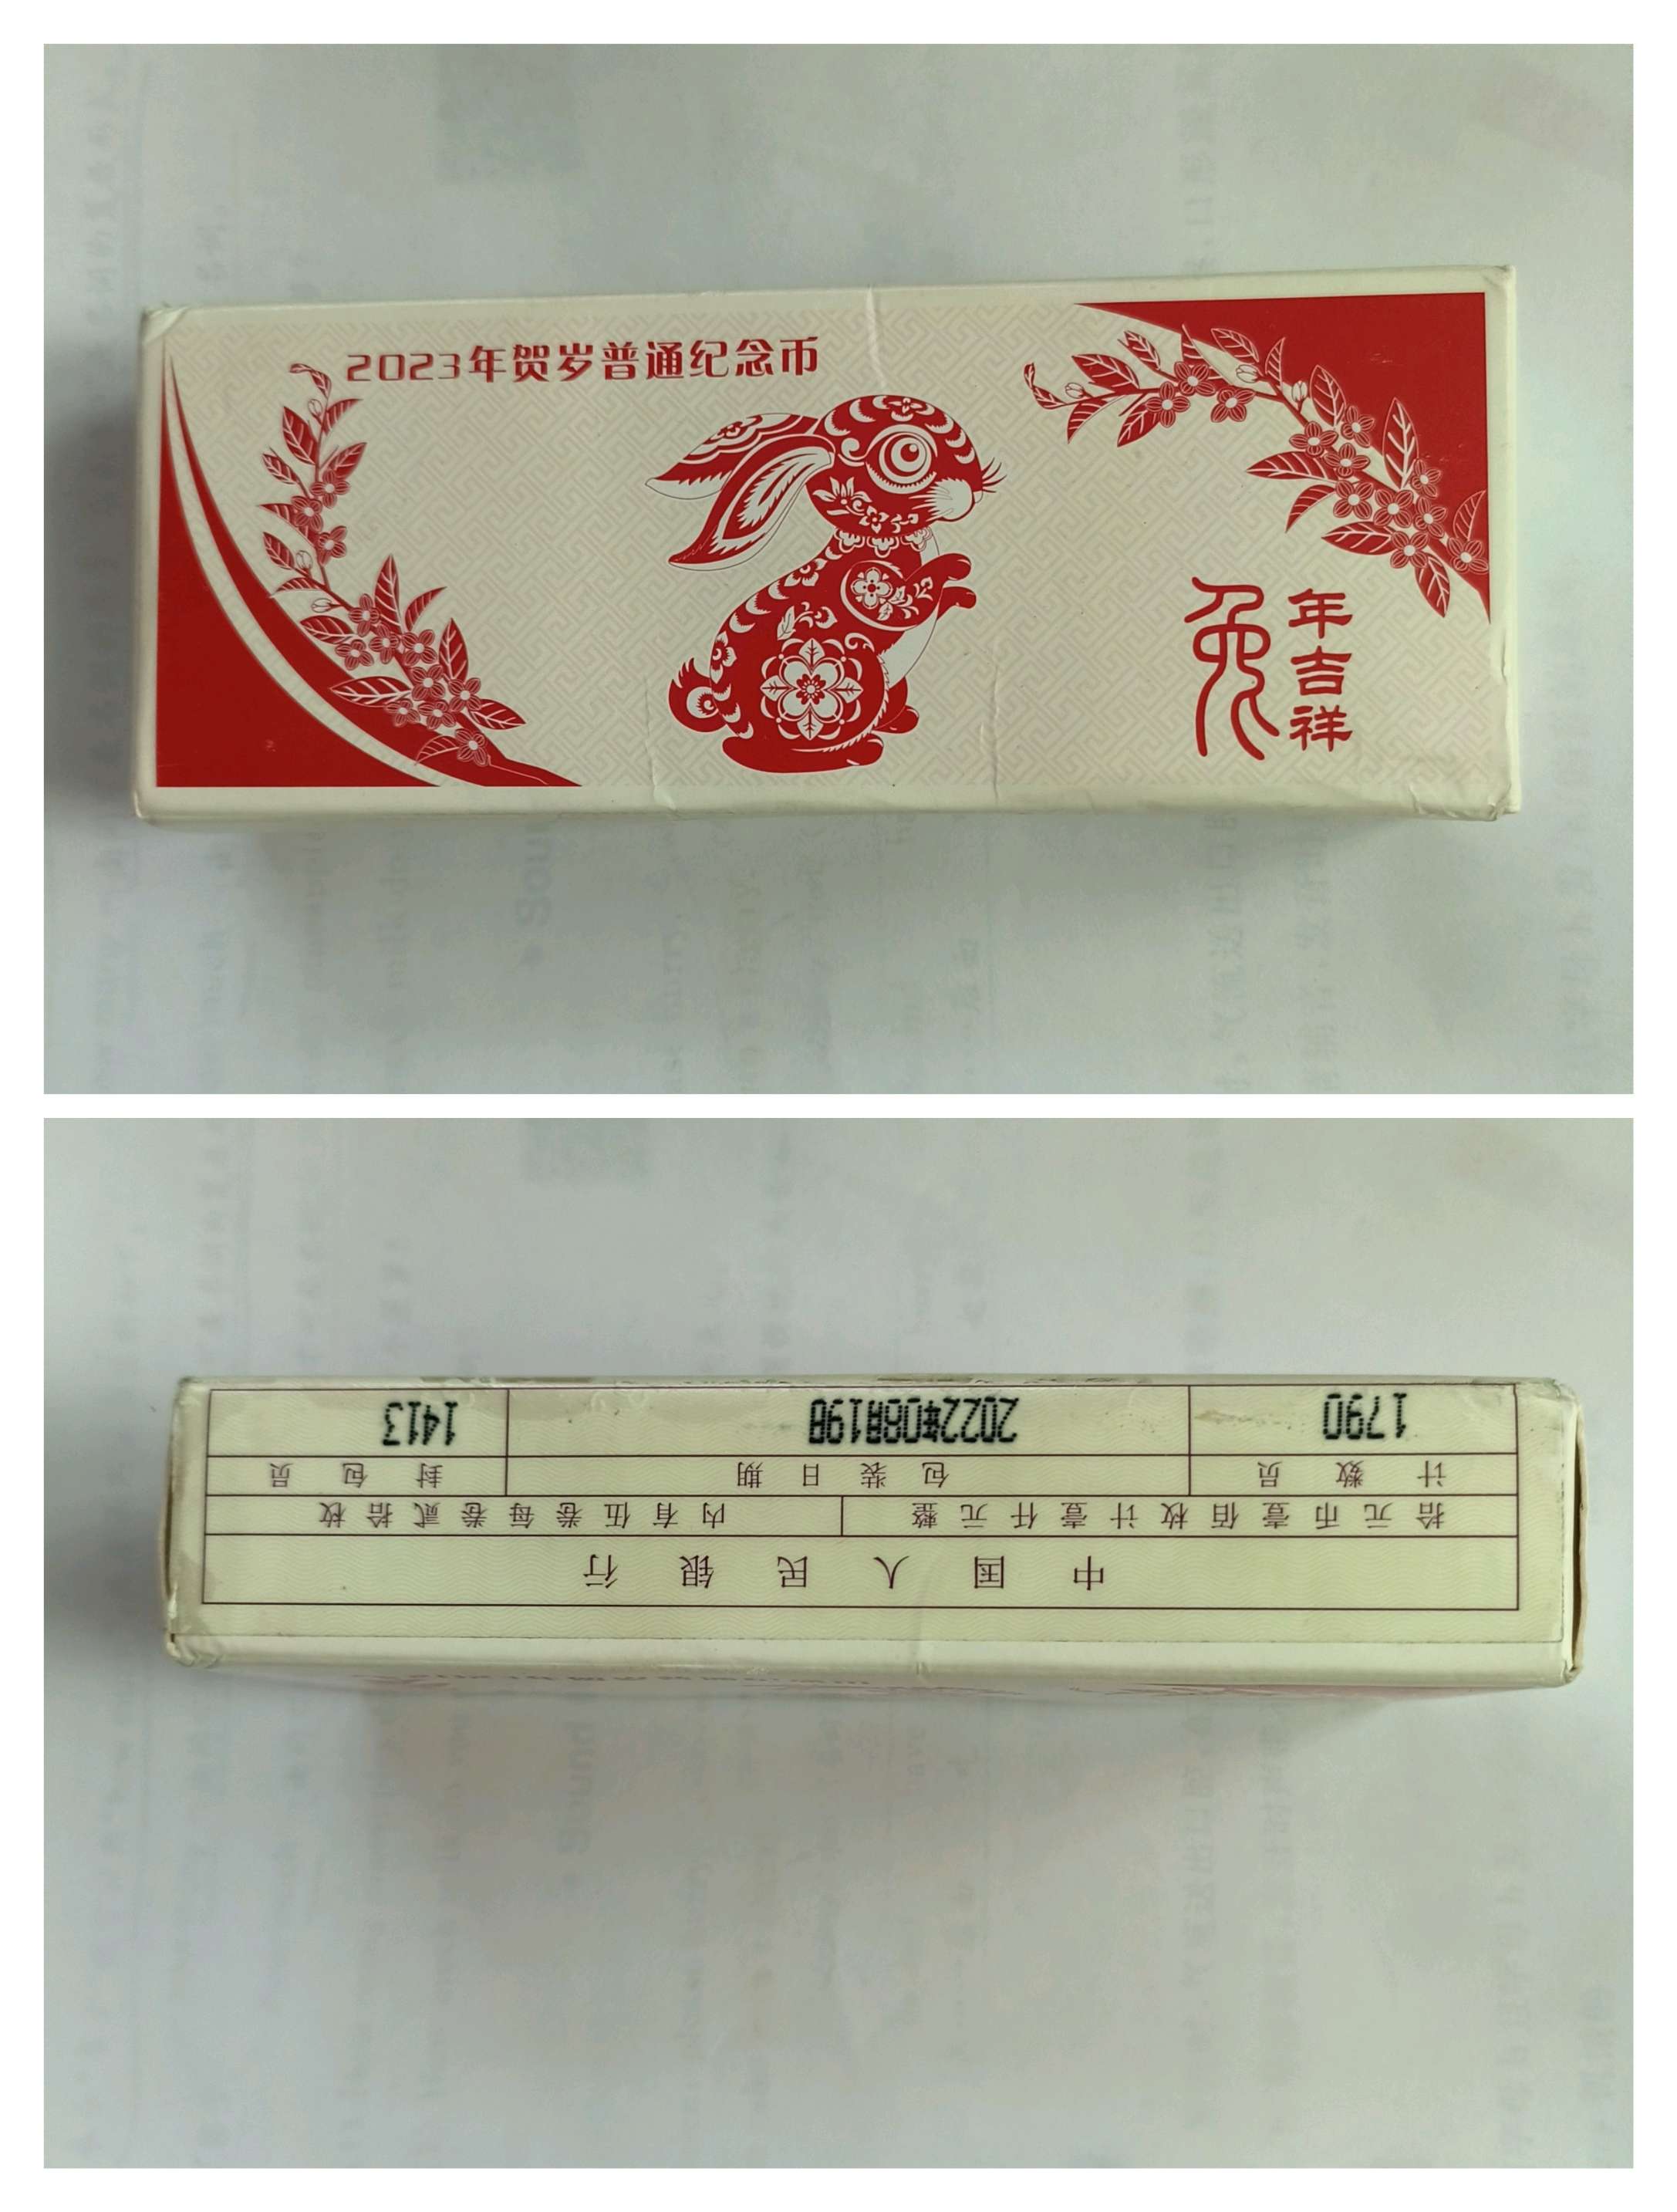 2023年贺岁普通纪念币
兔
年吉祥
中国人民银行
拾元币壹佰枚计壹仟元整 内有伍卷每卷贰拾枚
计数员 包装日期 封包员
1790 2022年08月19日 1413